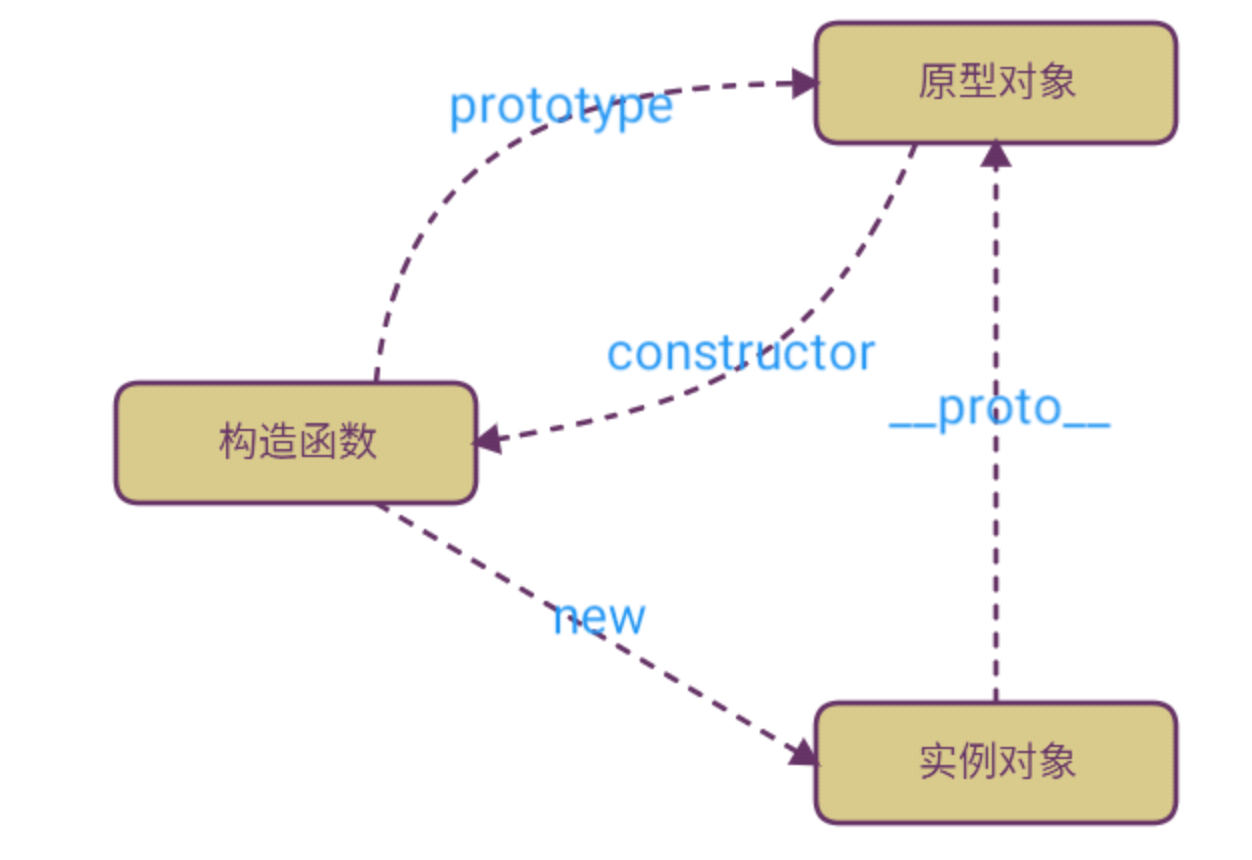 原型对象
prototype
constructor
__proto__
构造函数
new
实例对象